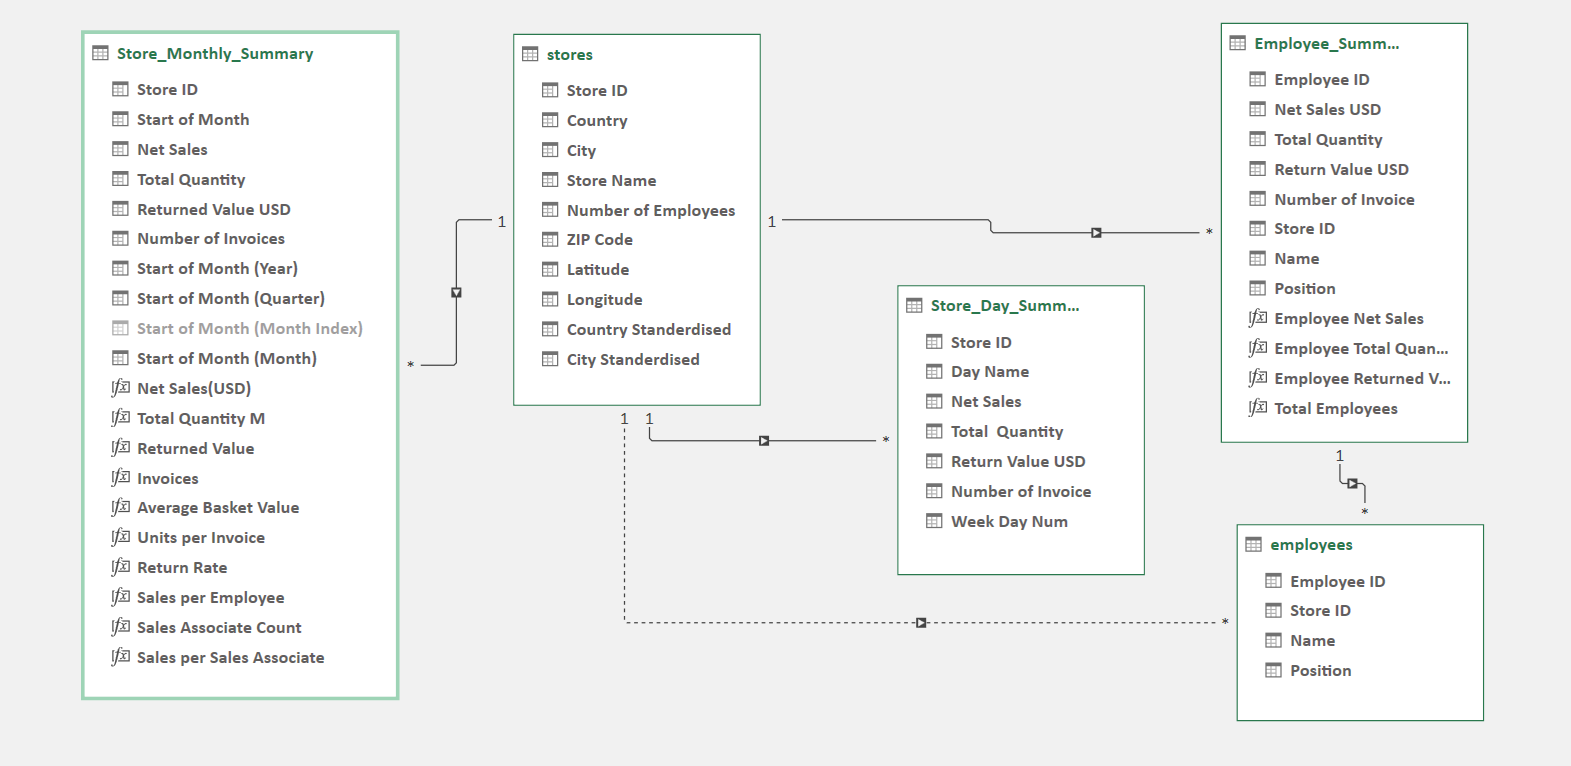 Store_Monthly_Summary
Store ID
Start of Month
Net Sales
Total Quantity
Returned Value USD
Number of Invoices
Start of Month (Year)
Start of Month (Quarter)
Start of Month (Month Index)
Start of Month (Month)
Net Sales(USD)
Total Quantity M
Returned Value
Invoices
Average Basket Value
Units per Invoice
Return Rate
Sales per Employee
Sales Associate Count
Sales per Sales Associate
*
1
stores
Store ID
Country
City
Store Name
Number of Employees
ZIP Code
Latitude
Longitude
Country Standerdised
City Standerdised
1
*
1 1
*
*
Store_Day_Summ...
Store ID
Day Name
Net Sales
Total  Quantity
Return Value USD
Number of Invoice
Week Day Num
Employee_Summ...
Employee ID
Net Sales USD
Total Quantity
Return Value USD
Number of Invoice
Store ID
Name
Position
Employee Net Sales
Employee Total Quan...
Employee Returned V...
Total Employees
1
*
employees
Employee ID
Store ID
Name
Position